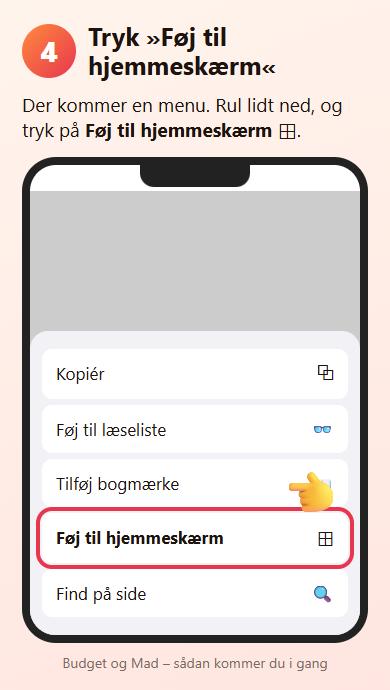 4
Tryk »Føj til
hjemmeskærm«
Der kommer en menu. Rul lidt ned, og
tryk på Føj til hjemmeskærm ⊞.
Kopiér
Føj til læseliste
Tilføj bogmærke
Føj til hjemmeskærm
Find på side
Budget og Mad – sådan kommer du i gang